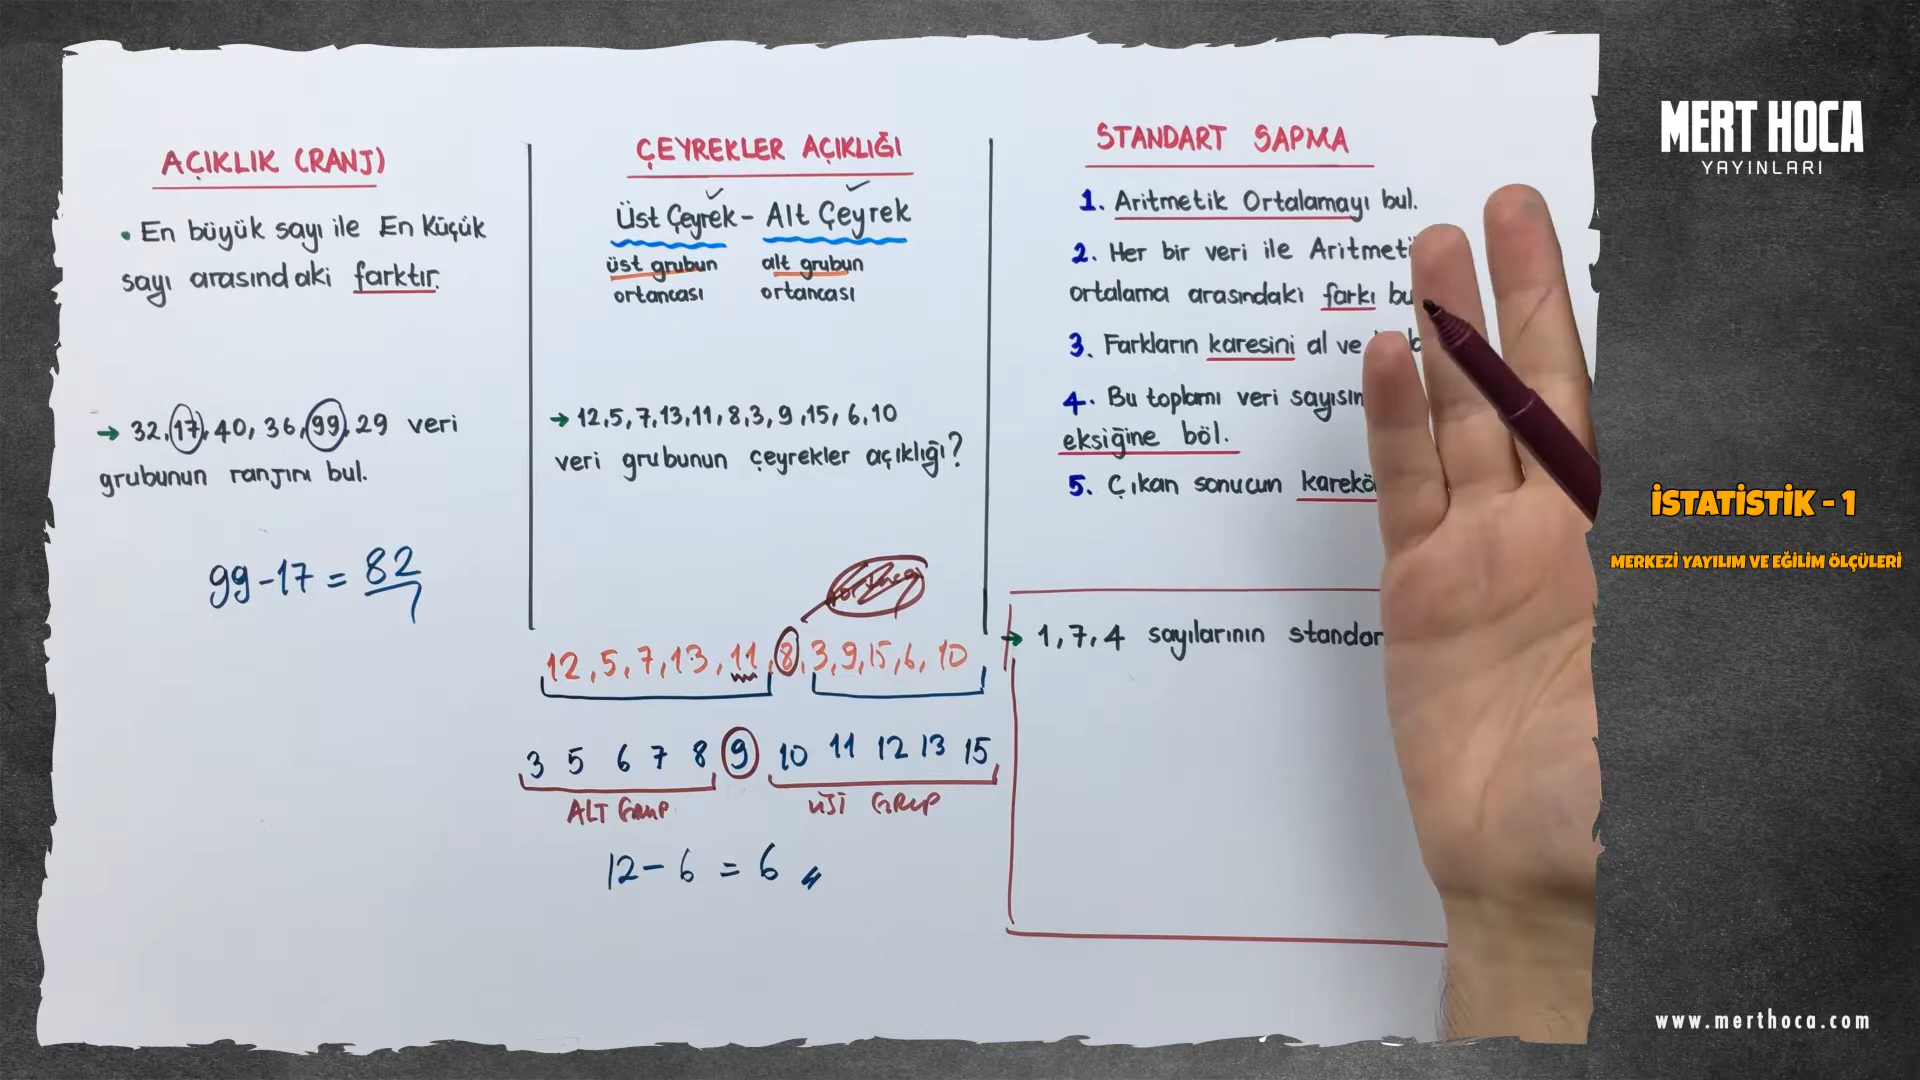 AÇIKLIK (RANJ)
• En büyük sayı ile En Küçük
sayı arasındaki farktır.
→ 32, 17, 40, 36, 99, 29 veri
grubunun ranjını bul.
99 - 17 = 82
ÇEYREKLER AÇIKLIĞI
Üst Çeyrek - Alt Çeyrek
üst grubun alt grubun
ortancası ortancası
→ 12, 5, 7, 13, 11, 8, 3, 9, 15, 6, 10
veri grubunun çeyrekler açıklığı?
12, 5, 7, 13, 11, 8, 3, 9, 15, 6, 10
3 5 6 7 8 9 10 11 12 13 15
ALT GRUP ÜST GRUP
12 - 6 = 6
STANDART SAPMA
1. Aritmetik Ortalamayı bul.
2. Her bir veri ile Aritmeti
ortalama arasındaki farkı bu
3. Farkların karesini al ve
4. Bu toplamı veri sayısın
eksiğine böl.
5. Çıkan sonucun karekö
→ 1, 7, 4 sayılarının standar
MERT HOCA
YAYINLARI
İSTATİSTİK - 1
MERKEZİ YAYILIM VE EĞİLİM ÖLÇÜLERİ
www.merthoca.com